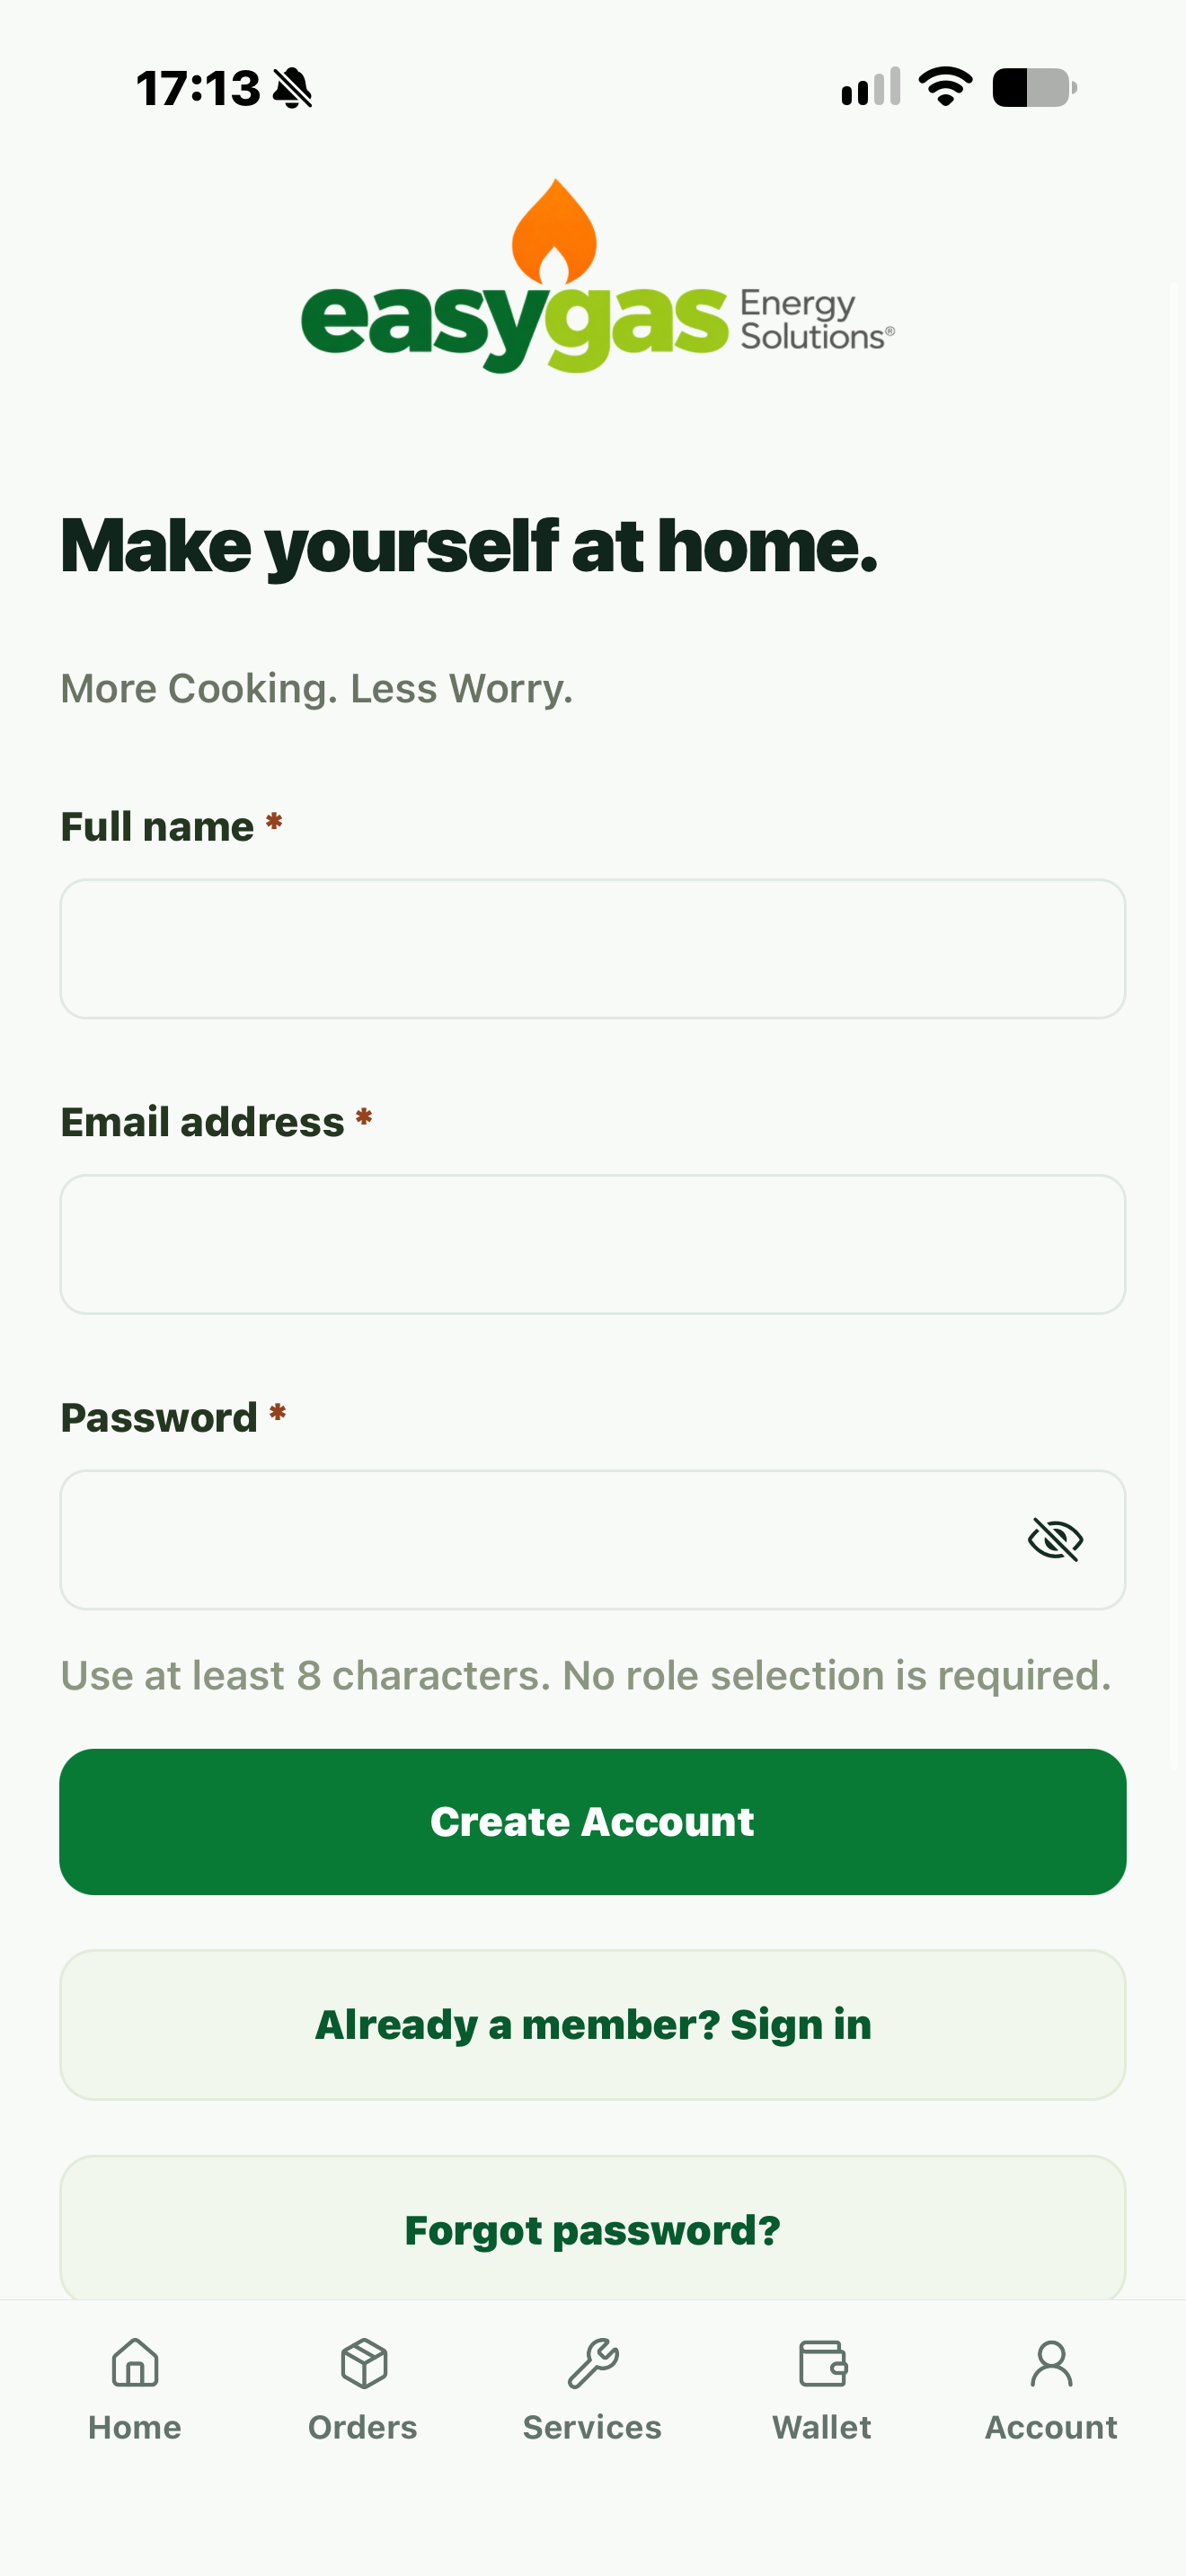 17:13
easygas Energy
Solutions®
Make yourself at home.
More Cooking. Less Worry.
Full name *
Email address *
Password *
Use at least 8 characters. No role selection is required.
Create Account
Already a member? Sign in
Forgot password?
Home Orders Services Wallet Account